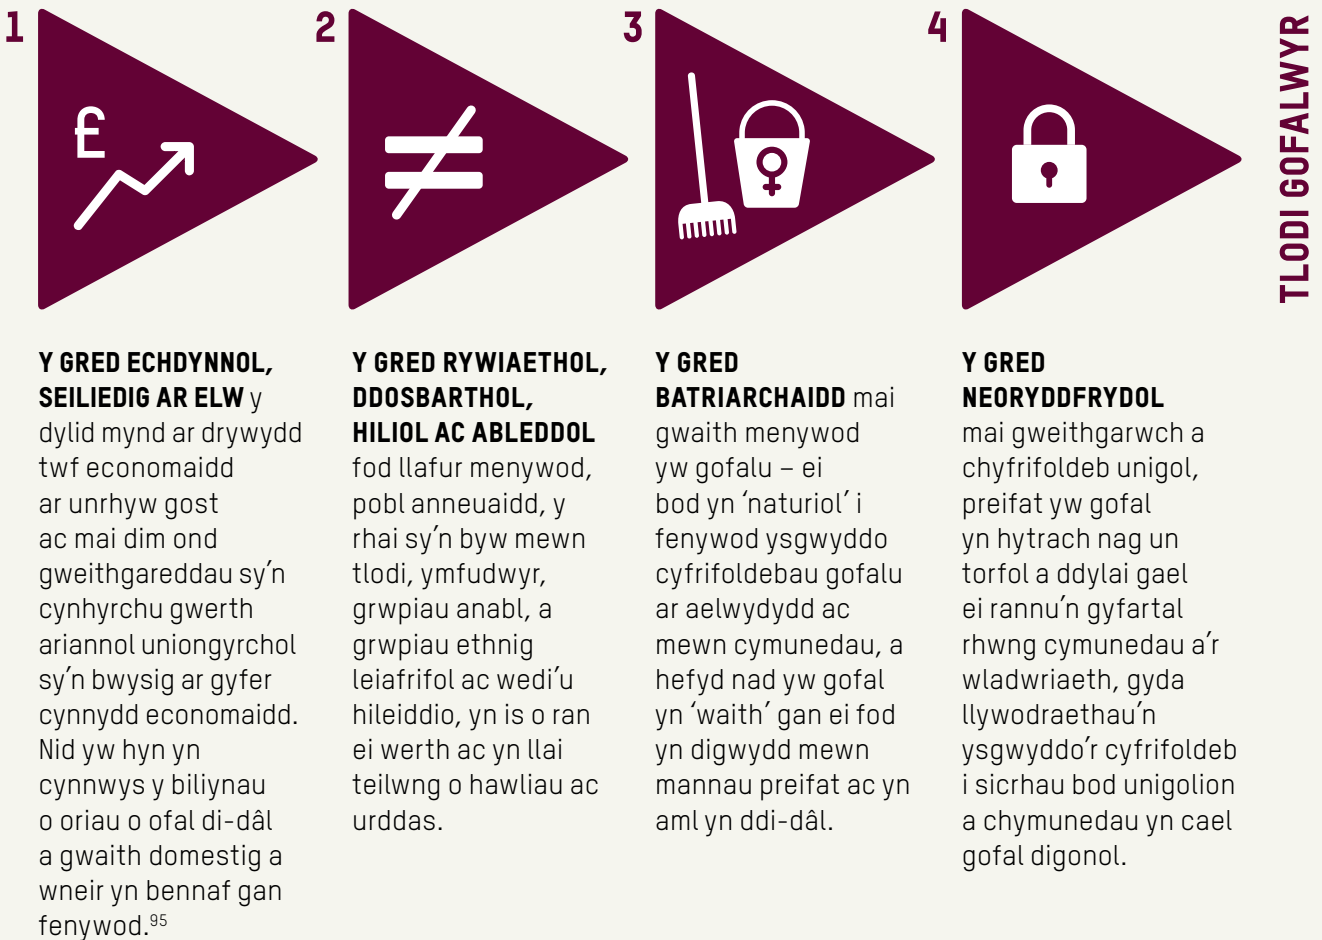 1
Y GRED ECHDYNNOL,
SEILIEDIG AR ELW y
dylid mynd ar drywydd
twf economaidd
ar unrhyw gost
ac mai dim ond
gweithgareddau sy’n
cynhyrchu gwerth
ariannol uniongyrchol
sy’n bwysig ar gyfer
cynnydd economaidd.
Nid yw hyn yn
cynnwys y biliynau
o oriau o ofal di-dâl
a gwaith domestig a
wneir yn bennaf gan
fenywod.95
2
Y GRED RYWIAETHOL,
DDOSBARTHOL,
HILIOL AC ABLEDDOL
fod llafur menywod,
pobl anneuaidd, y
rhai sy’n byw mewn
tlodi, ymfudwyr,
grwpiau anabl, a
grwpiau ethnig
leiafrifol ac wedi’u
hileiddio, yn is o ran
ei werth ac yn llai
teilwng o hawliau ac
urddas.
3
Y GRED
BATRIARCHAIDD mai
gwaith menywod
yw gofalu – ei
bod yn ‘naturiol’ i
fenywod ysgwyddo
cyfrifoldebau gofalu
ar aelwydydd ac
mewn cymunedau, a
hefyd nad yw gofal
yn ‘waith’ gan ei fod
yn digwydd mewn
mannau preifat ac yn
aml yn ddi-dâl.
4
Y GRED
NEORYDDFRYDOL
mai gweithgarwch a
chyfrifoldeb unigol,
preifat yw gofal
yn hytrach nag un
torfol a ddylai gael
ei rannu’n gyfartal
rhwng cymunedau a’r
wladwriaeth, gyda
llywodraethau’n
ysgwyddo’r cyfrifoldeb
i sicrhau bod unigolion
a chymunedau yn cael
gofal digonol.
TLODI GOFALWYR
£